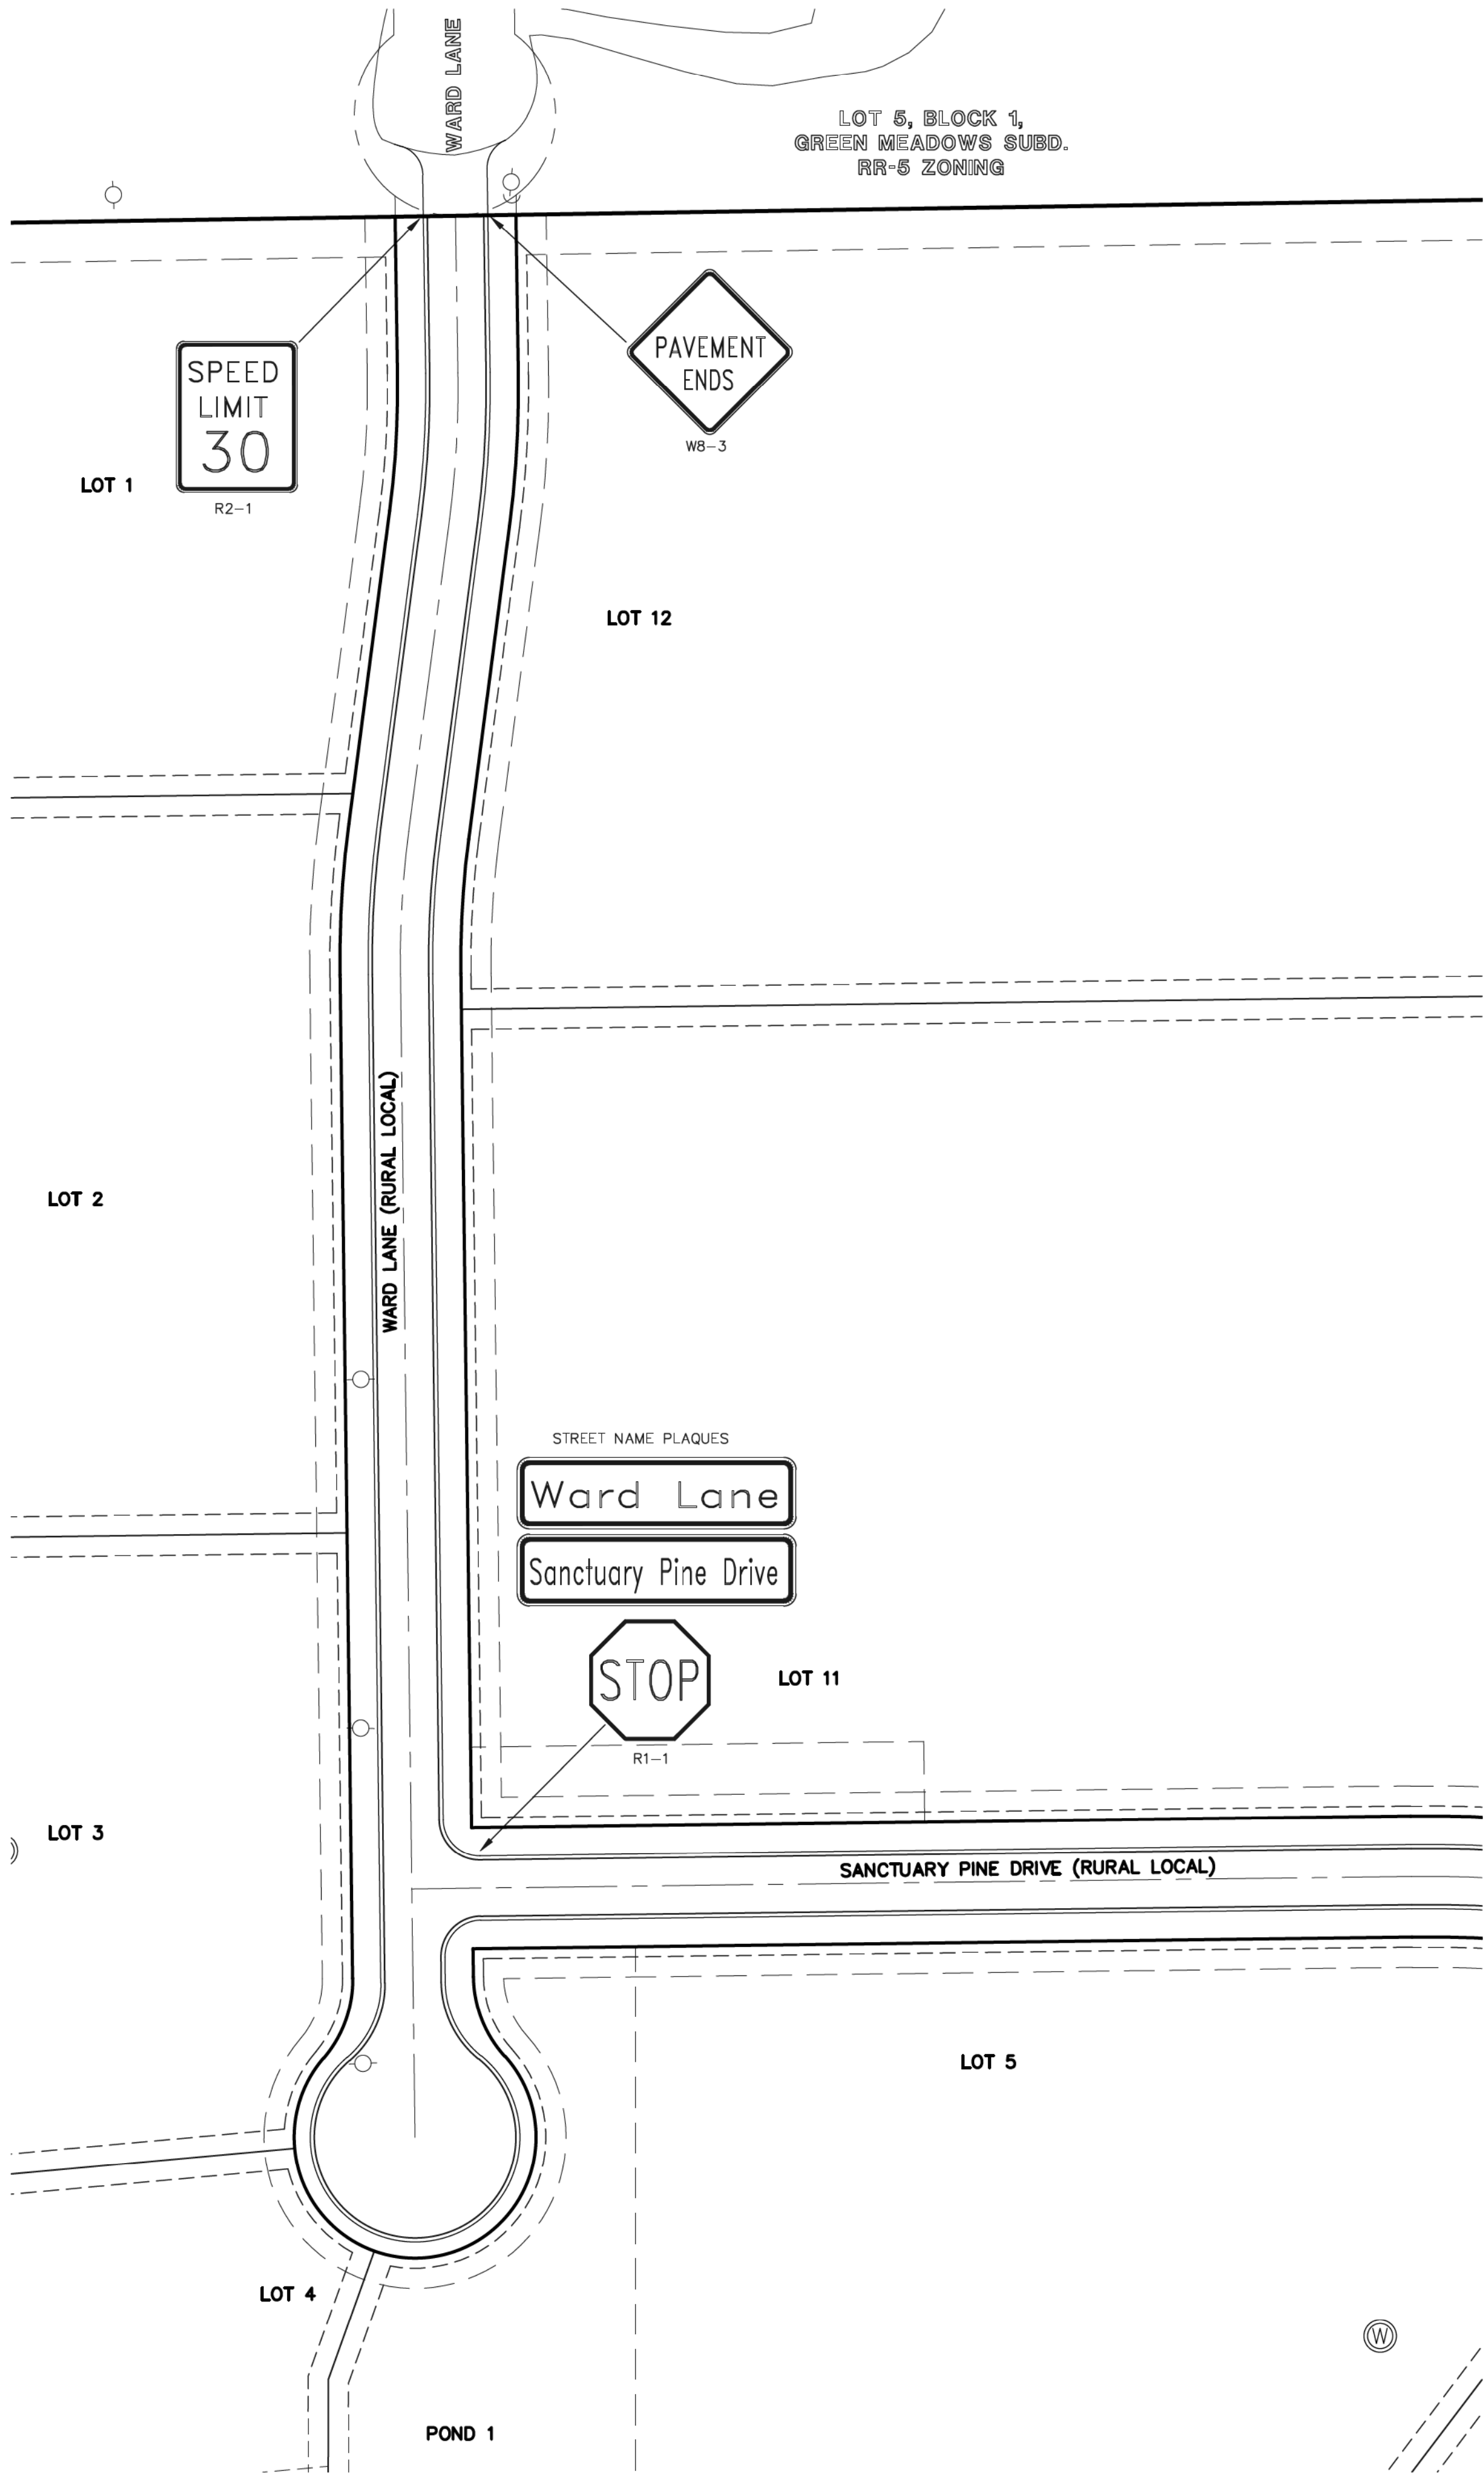 WARD LANE
LOT 5, BLOCK 1,
GREEN MEADOWS SUBD.
RR-5 ZONING
SPEED
LIMIT
30
R2-1
PAVEMENT
ENDS
W8-3
LOT 1
LOT 12
WARD LANE (RURAL LOCAL)
LOT 2
STREET NAME PLAQUES
Ward Lane
Sanctuary Pine Drive
STOP
R1-1
LOT 11
LOT 3
SANCTUARY PINE DRIVE (RURAL LOCAL)
LOT 5
LOT 4
W
POND 1